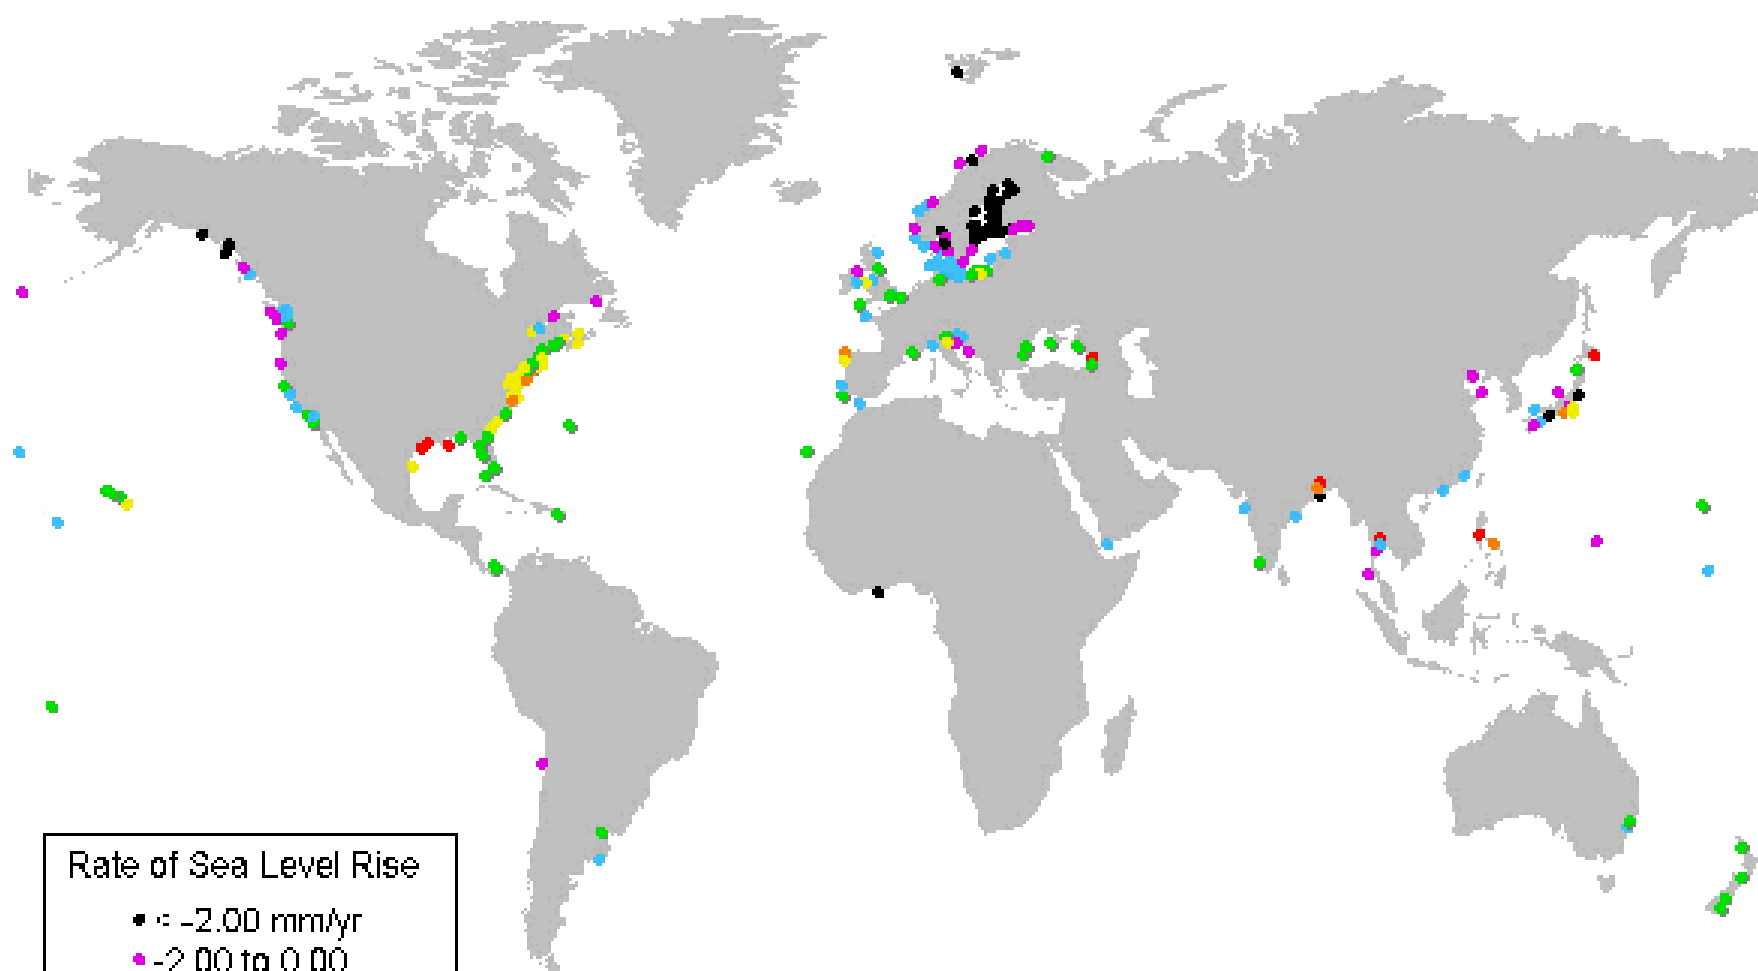 Rate of Sea Level Rise
< -2.00 mm/yr
-2.00 to 0.00